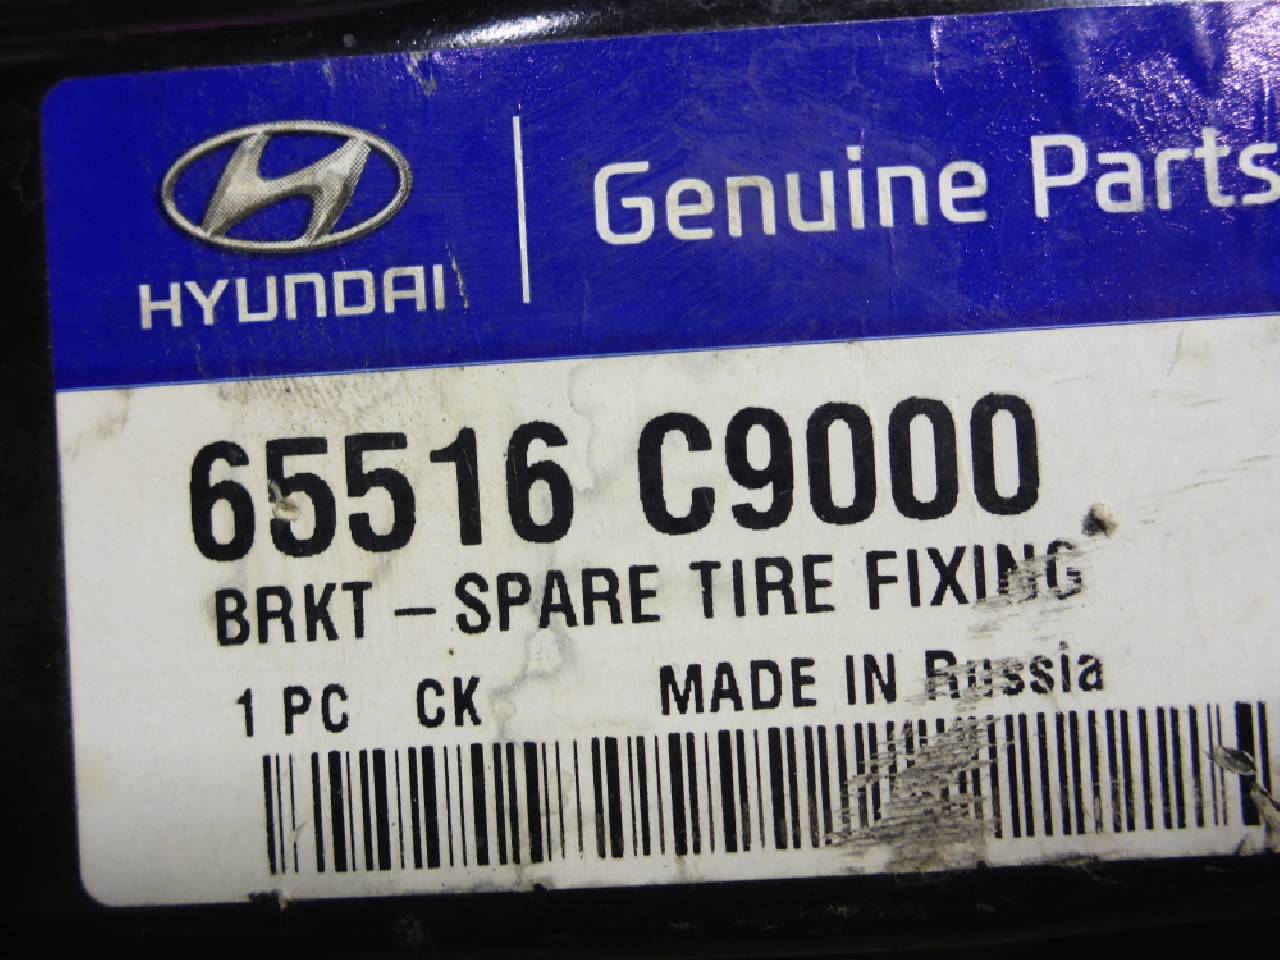 HYUNDAI
Genuine Parts
65516 C9000
BRKT - SPARE TIRE FIXING
1 PC CK MADE IN Russia